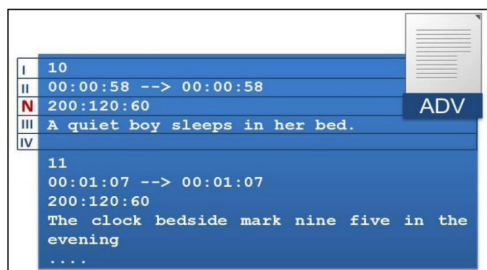 ADV
I 10
II 00:00:58 --> 00:00:58
N 200:120:60
III A quiet boy sleeps in her bed.
IV
11
00:01:07 --> 00:01:07
200:120:60
The clock bedside mark nine five in the
evening
....